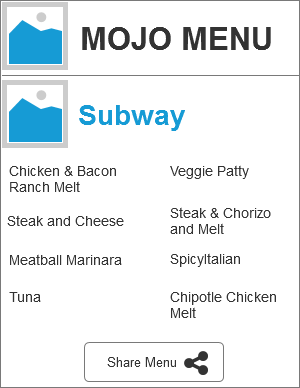 MOJO MENU
Subway
Chicken & Bacon
Ranch Melt
Veggie Patty
Steak and Cheese
Steak & Chorizo
and Melt
Meatball Marinara
SpicyItalian
Tuna
Chipotle Chicken
Melt
Share Menu